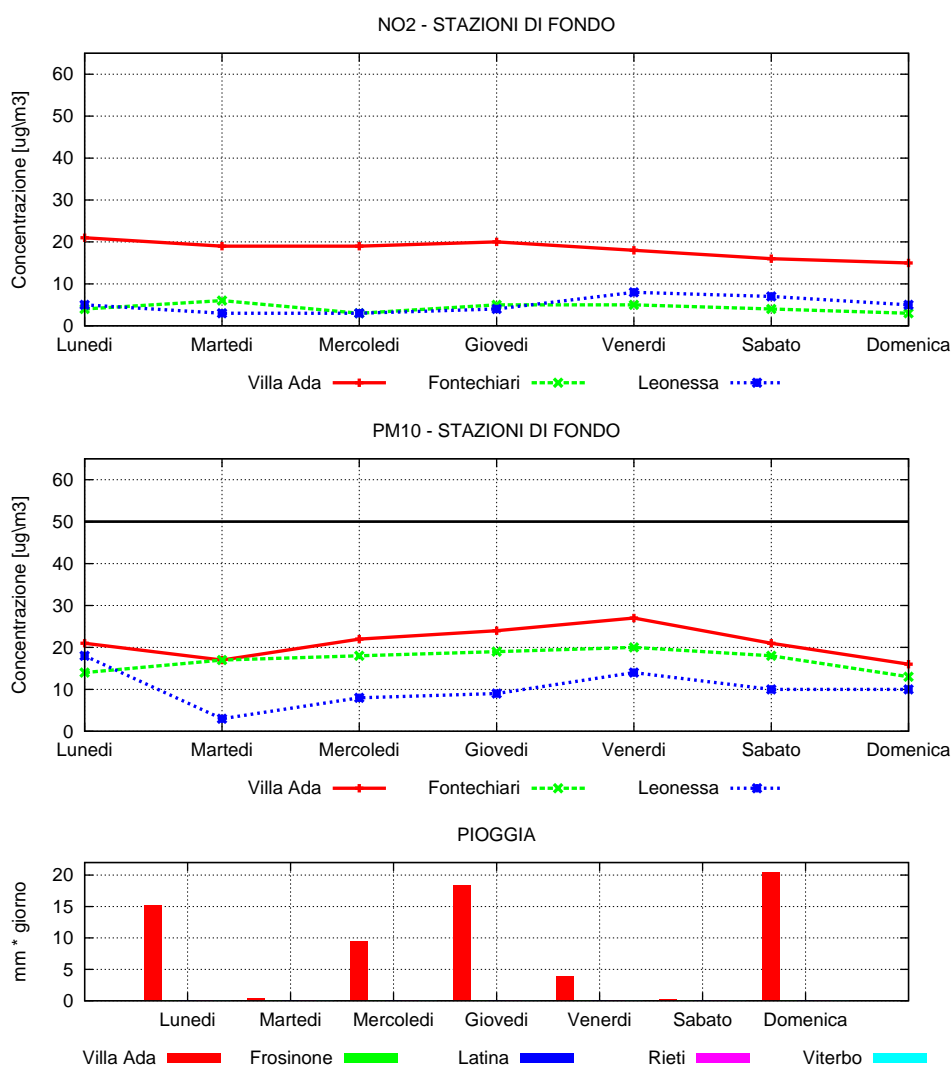 NO2 - STAZIONI DI FONDO
Concentrazione [ug\m3]
60
50
40
30
20
10
0
Lunedi Martedi Mercoledi Giovedi Venerdi Sabato Domenica
Villa Ada Fontechiari Leonessa
PM10 - STAZIONI DI FONDO
Concentrazione [ug\m3]
60
50
40
30
20
10
0
Lunedi Martedi Mercoledi Giovedi Venerdi Sabato Domenica
Villa Ada Fontechiari Leonessa
PIOGGIA
mm * giorno
20
15
10
5
0
Lunedi Martedi Mercoledi Giovedi Venerdi Sabato Domenica
Villa Ada Frosinone Latina Rieti Viterbo